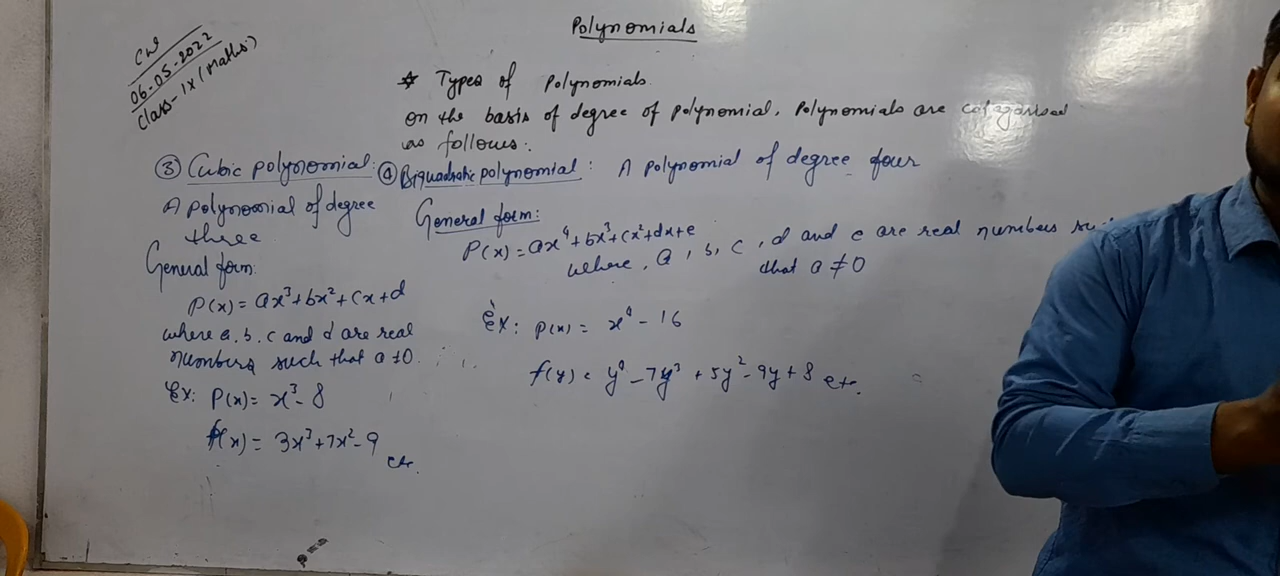 CW
06-05-2022
Class-IX (Maths)
Polynomials
* Types of Polynomials
on the basis of degree of polynomial, Polynomials are catagarised
as follows:
③ Cubic polynomial:
A polynomial of degree
three
General form:
P(x) = ax³+bx²+cx+d
where a, b, c and d are real
numbers such that a ≠0.
Ex: P(x) = x³-8
f(x) = 3x³+7x²-9
etc.
④ Biquadratic polynomial: A polynomial of degree four
General form:
P(x) = ax⁴+bx³+cx²+dx+e
where, a, b, c, d and e are real numbers su
that a ≠0
Ex: p(x) = x⁴-16
f(y) = y⁴-7y³+5y²-9y+8 etc.